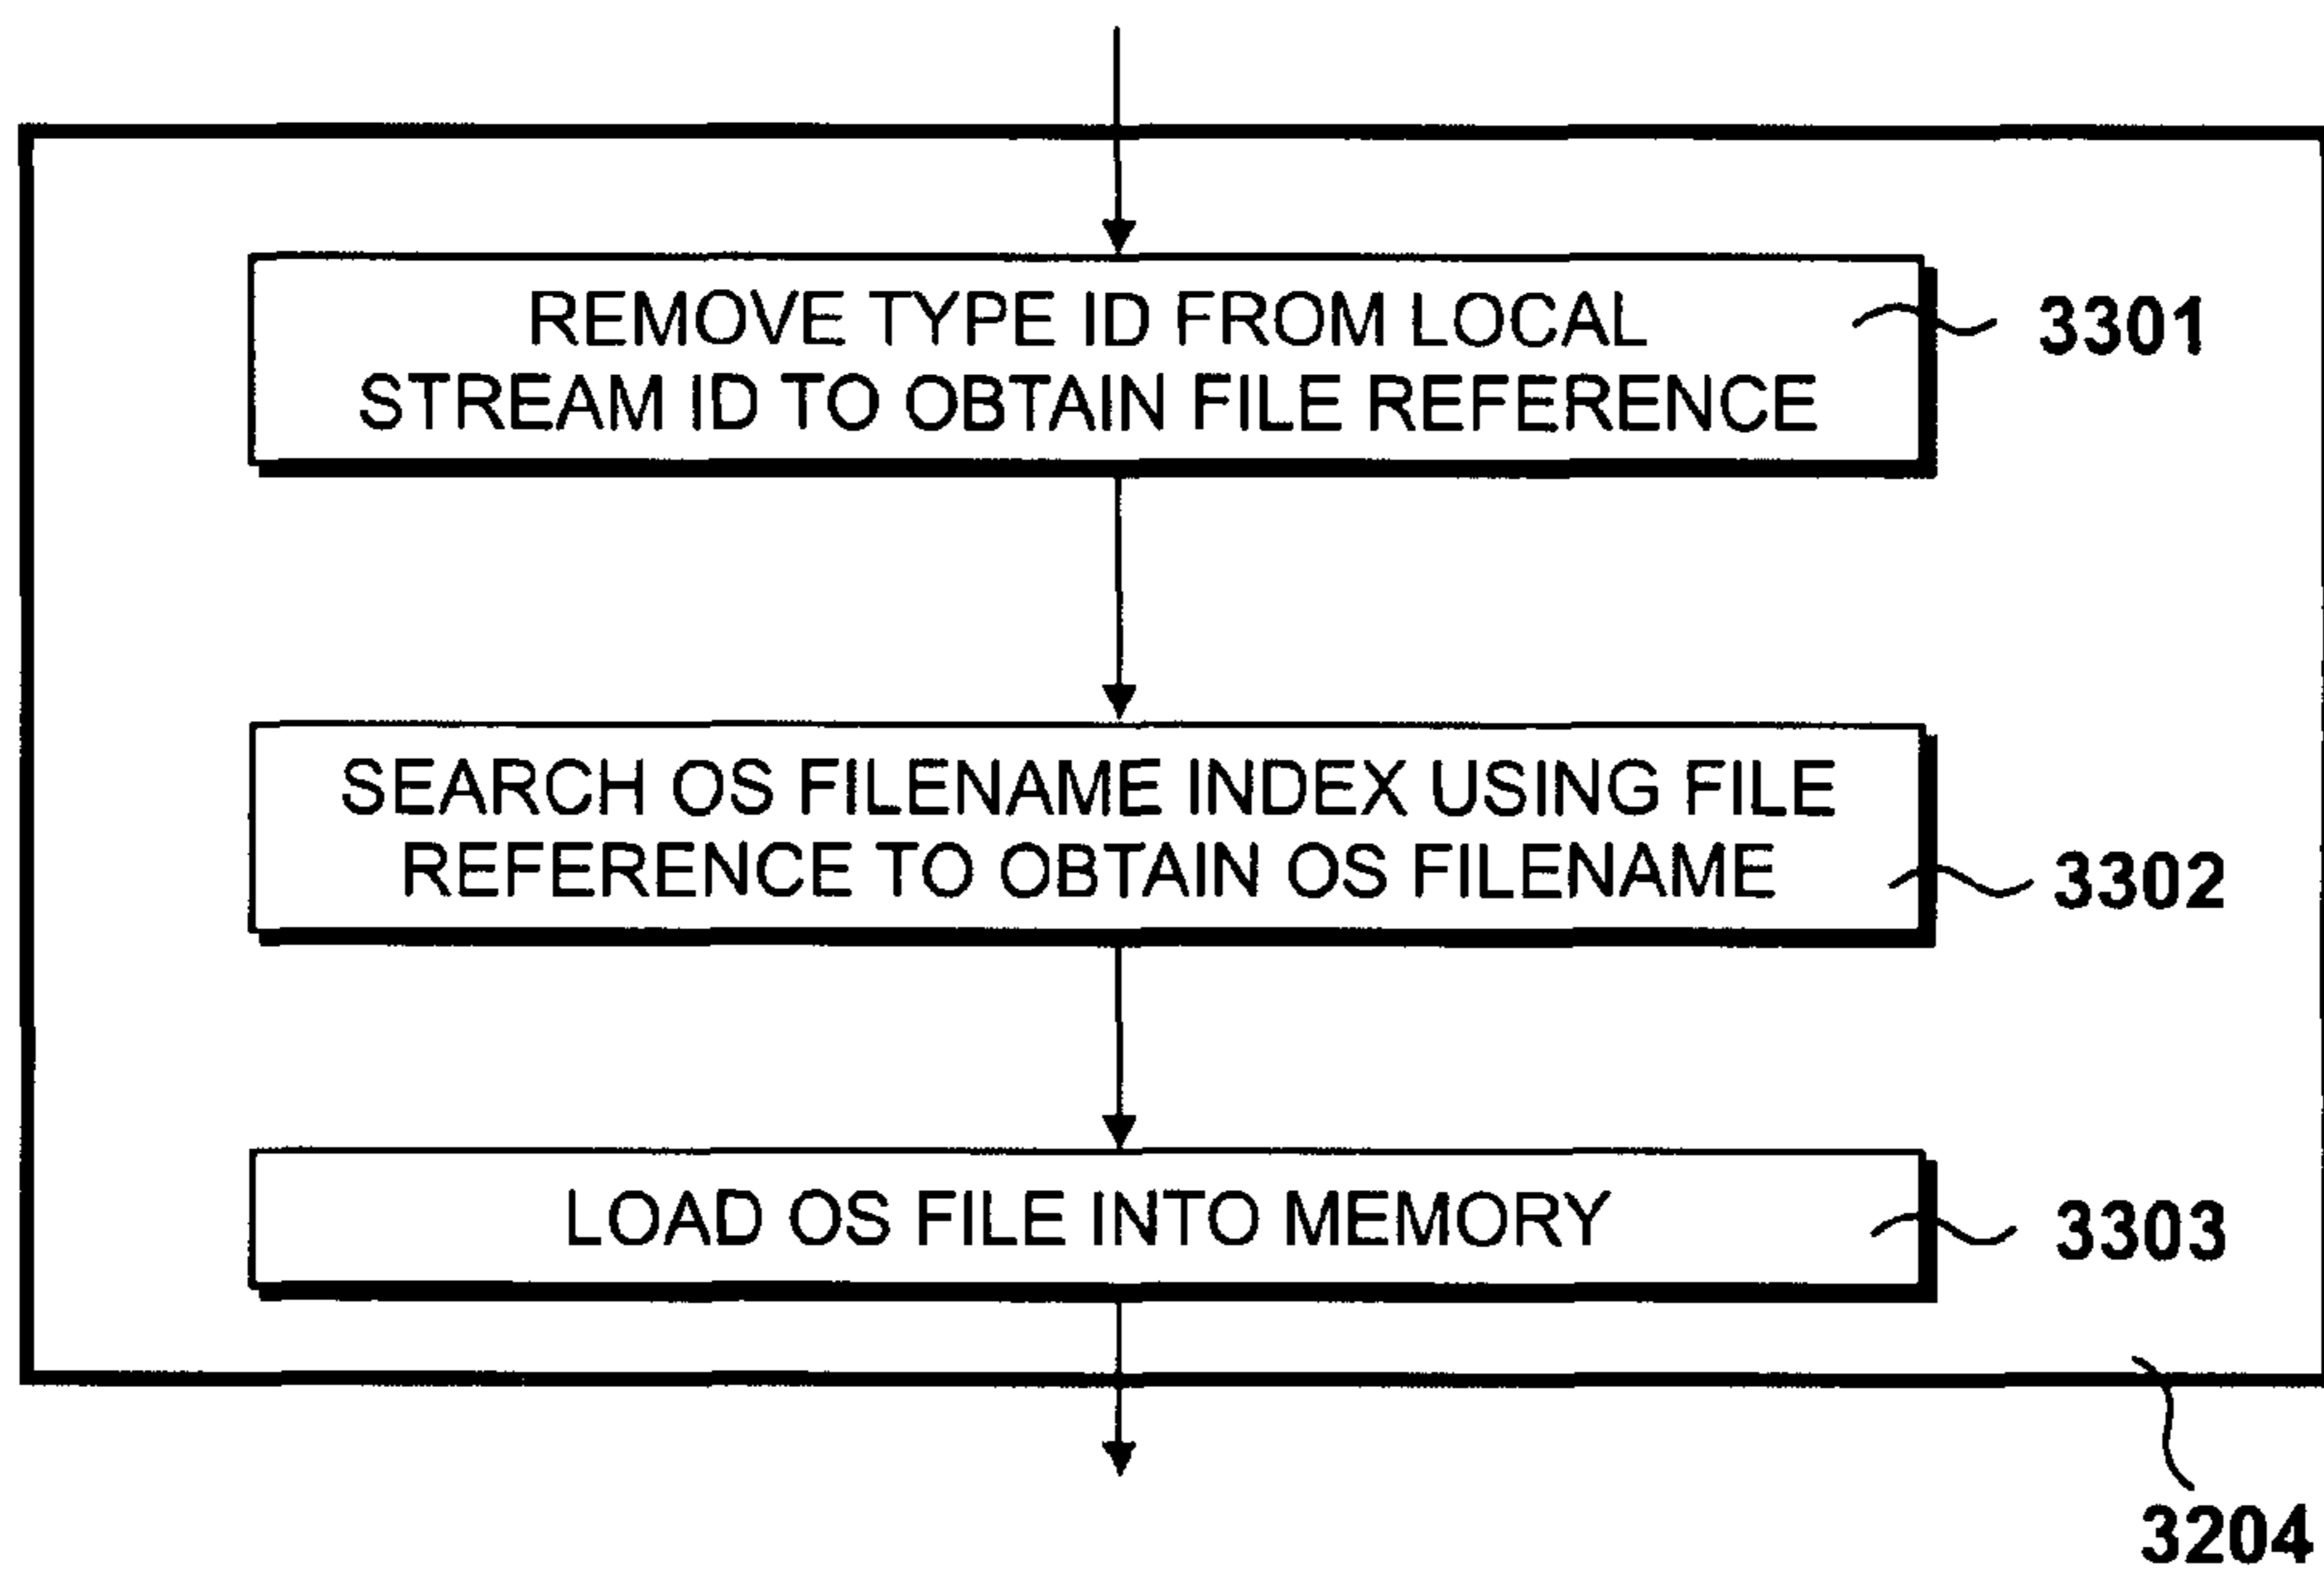 REMOVE TYPE ID FROM LOCAL
STREAM ID TO OBTAIN FILE REFERENCE
3301
SEARCH OS FILENAME INDEX USING FILE
REFERENCE TO OBTAIN OS FILENAME
3302
LOAD OS FILE INTO MEMORY
3303
3204